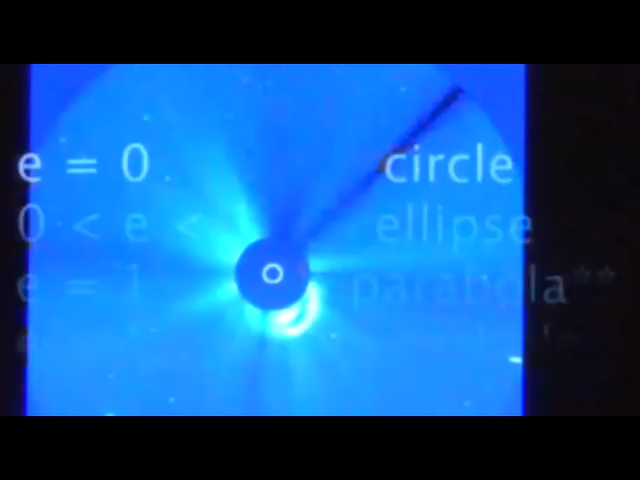 e = 0 circle
0 < e < ellipse
e = 1 parabola**